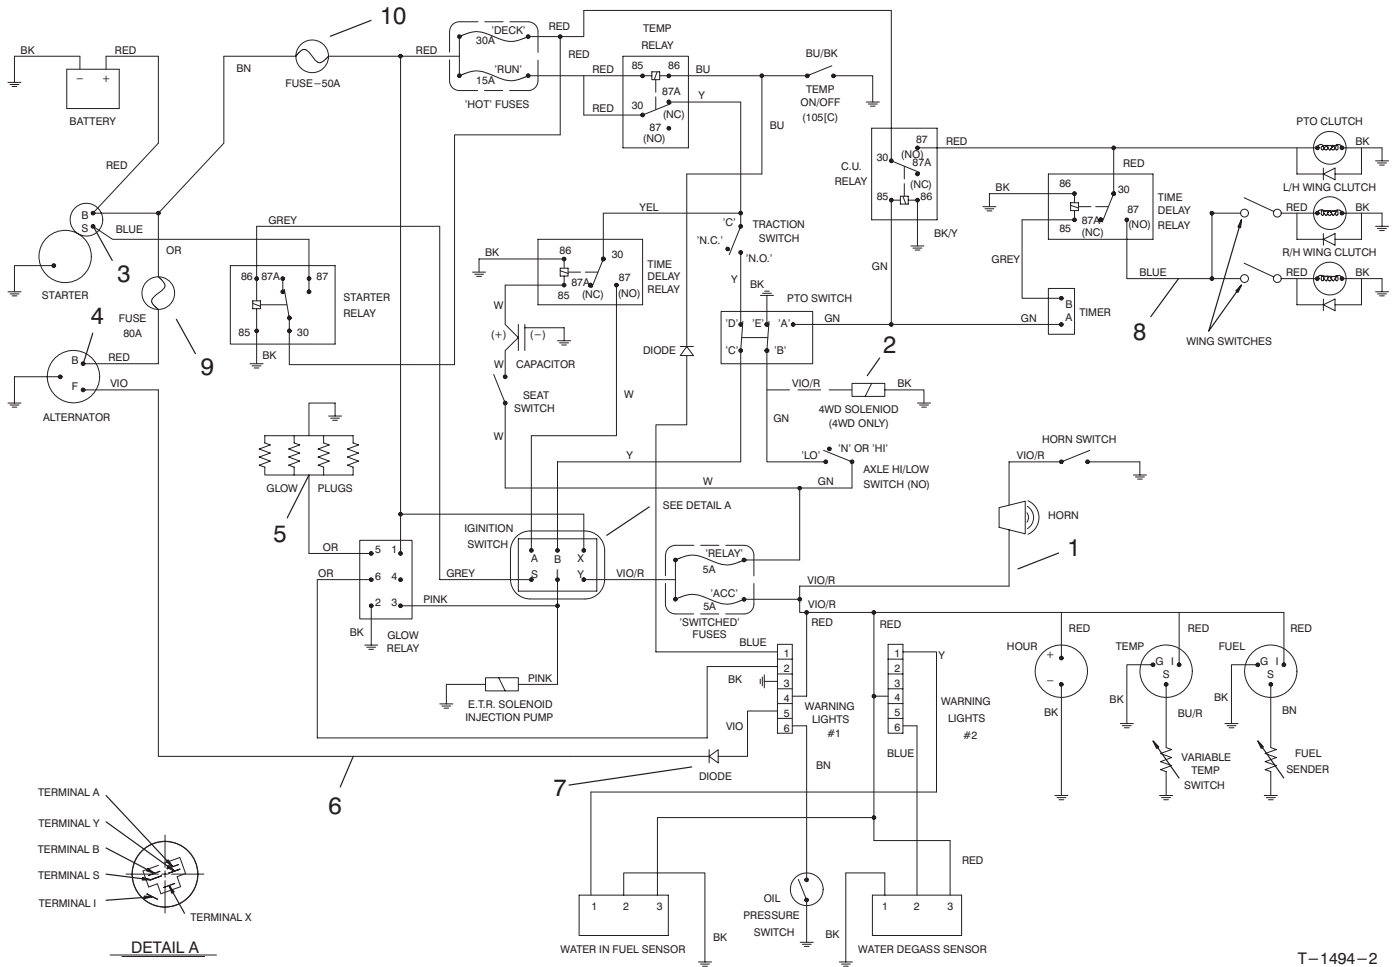 10
BK
RED
BN
FUSE-50A
RED
'DECK'
30A
RED
RED
'RUN'
15A
'HOT' FUSES
RED
RED
TEMP
RELAY
85
86
87A
30
(NC)
87
(NO)
BU
Y
BU/BK
TEMP
ON/OFF
(105[C)
BU
- +
BATTERY
RED
B
S
BLUE
OR
STARTER
3
GREY
86
87A
87
85
30
STARTER
RELAY
BK
FUSE
80A
9
4
B
F
RED
VIO
ALTERNATOR
C.U.
RELAY
30
87
(NO)
87A
(NC)
85
86
BK/Y
RED
RED
GN
BK
86
30
87
(NO)
87A
(NC)
85
TIME
DELAY
RELAY
GREY
BLUE
8
B
A
TIMER
GN
GN
WING SWITCHES
PTO CLUTCH
BK
L/H WING CLUTCH
RED
BK
R/H WING CLUTCH
RED
BK
YEL
'C'
'N.C.'
'N.O.'
TRACTION
SWITCH
BK
86
30
87
(NO)
87A
(NC)
85
TIME
DELAY
RELAY
W
(+)
(-)
CAPACITOR
W
SEAT
SWITCH
W
W
Y
BK
PTO SWITCH
'D'
'E'
'A'
'C'
'B'
DIODE
2
VIO/R
BK
4WD SOLENIOD
(4WD ONLY)
GN
'LO'
'N' OR 'HI'
AXLE HI/LOW
SWITCH (NO)
GN
Y
W
HORN SWITCH
VIO/R
HORN
1
GLOW
PLUGS
5
OR
OR
5 1
6 4
2 3
BK
GLOW
RELAY
PINK
GREY
IGINITION
SWITCH
SEE DETAIL A
A B X
S I Y
VIO/R
'RELAY'
5A
'ACC'
5A
'SWITCHED'
FUSES
VIO/R
VIO/R
RED
RED
PINK
E.T.R. SOLENOID
INJECTION PUMP
BLUE
BK
VIO
1
2
3
4
5
6
WARNING
LIGHTS
#1
1
2
3
4
5
6
Y
WARNING
LIGHTS
#2
BLUE
BN
HOUR
+
-
RED
BK
TEMP
G I
S
RED
BK
BU/R
VARIABLE
TEMP
SWITCH
FUEL
G I
S
RED
BK
BN
FUEL
SENDER
6
7
DIODE
TERMINAL A
TERMINAL Y
TERMINAL B
TERMINAL S
TERMINAL I
TERMINAL X
DETAIL A
1 2 3
WATER IN FUEL SENSOR
BK
OIL
PRESSURE
SWITCH
RED
BK
1 2 3
WATER DEGASS SENSOR
T-1494-2